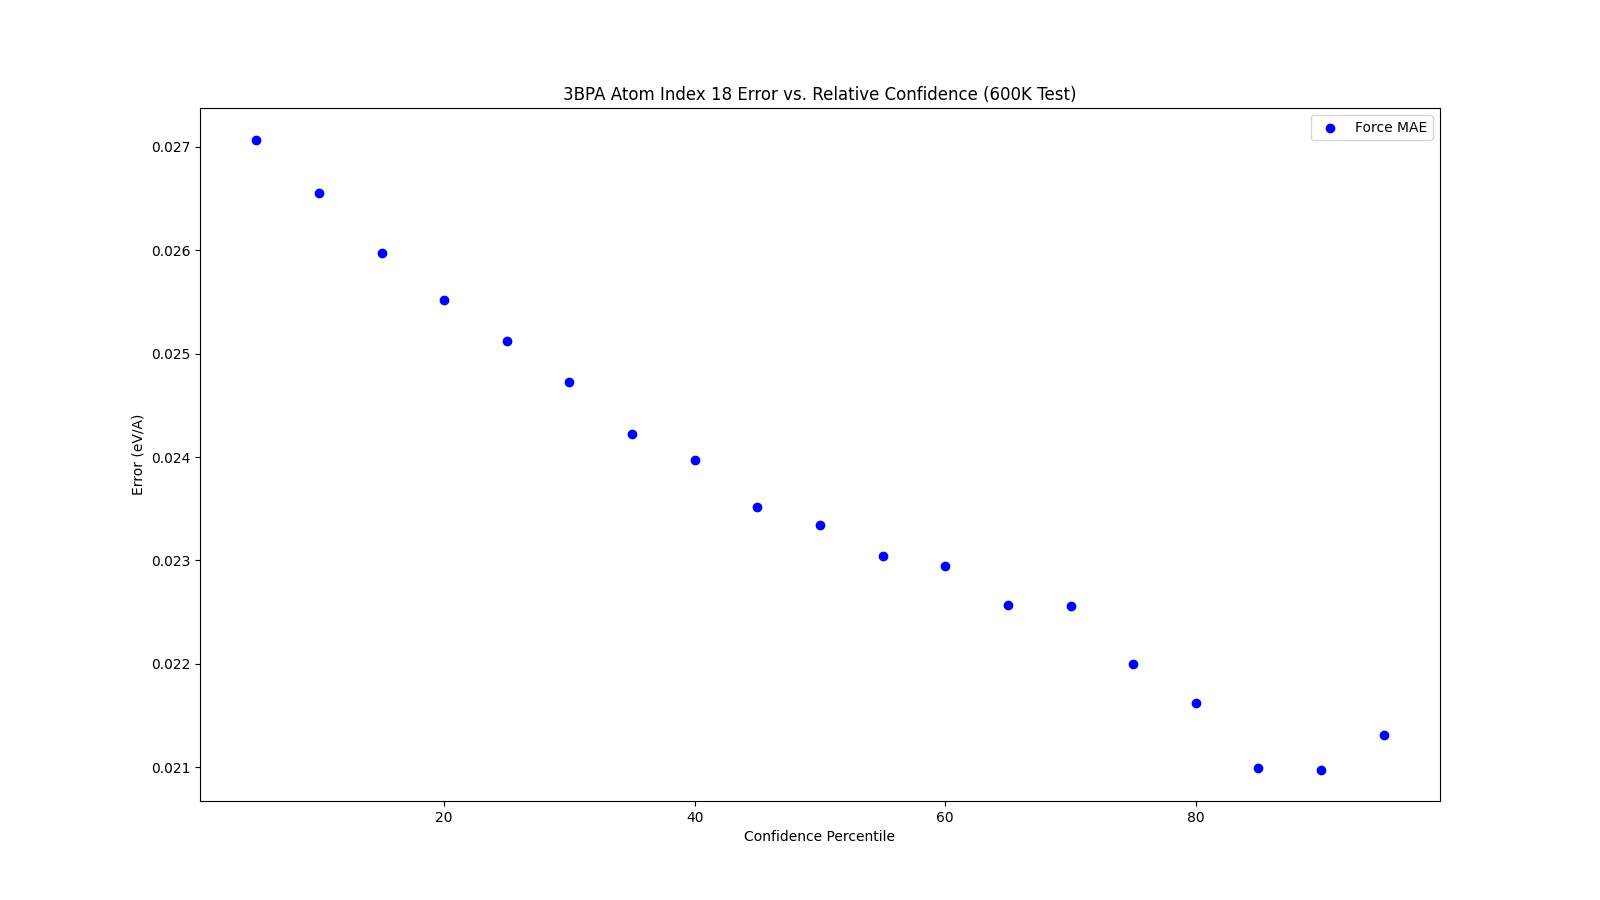 3BPA Atom Index 18 Error vs. Relative Confidence (600K Test)
Force MAE
0.027
0.026
0.025
0.024
0.023
0.022
0.021
Error (eV/A)
20 40 60 80
Confidence Percentile